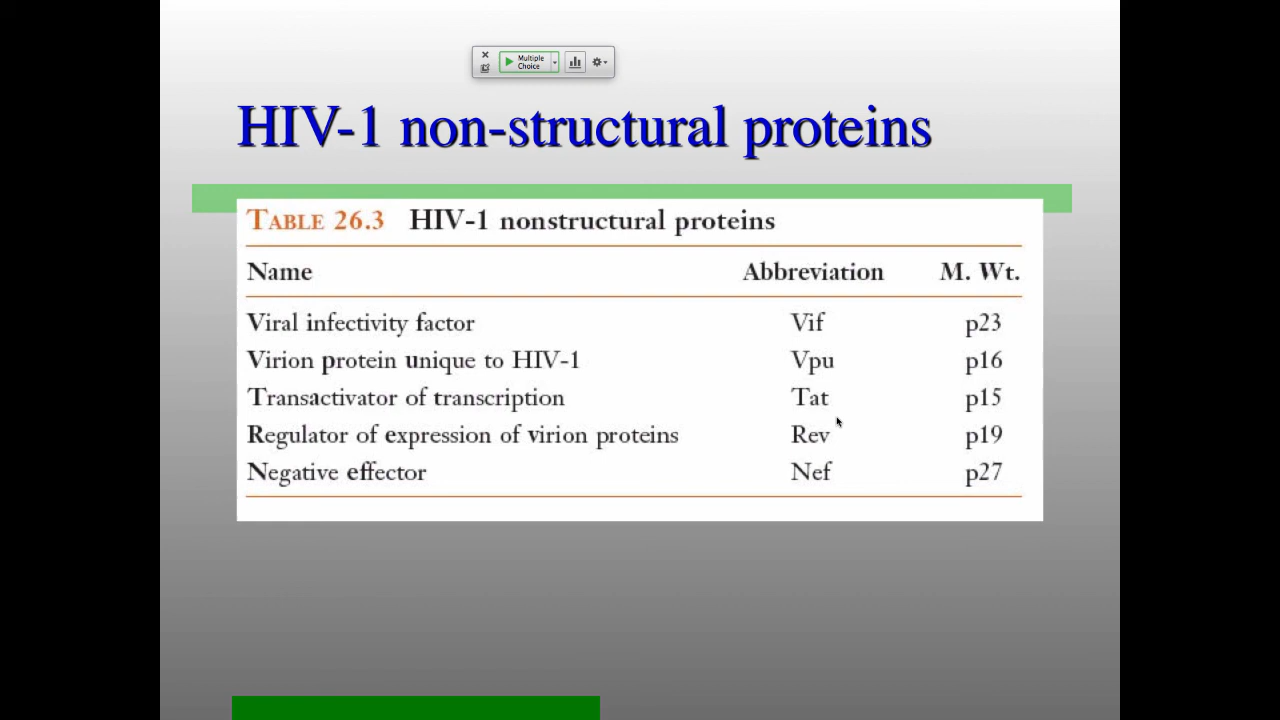 Multiple
Choice
HIV-1 non-structural proteins
TABLE 26.3 HIV-1 nonstructural proteins
Name Abbreviation M. Wt.
Viral infectivity factor Vif p23
Virion protein unique to HIV-1 Vpu p16
Transactivator of transcription Tat p15
Regulator of expression of virion proteins Rev p19
Negative effector Nef p27